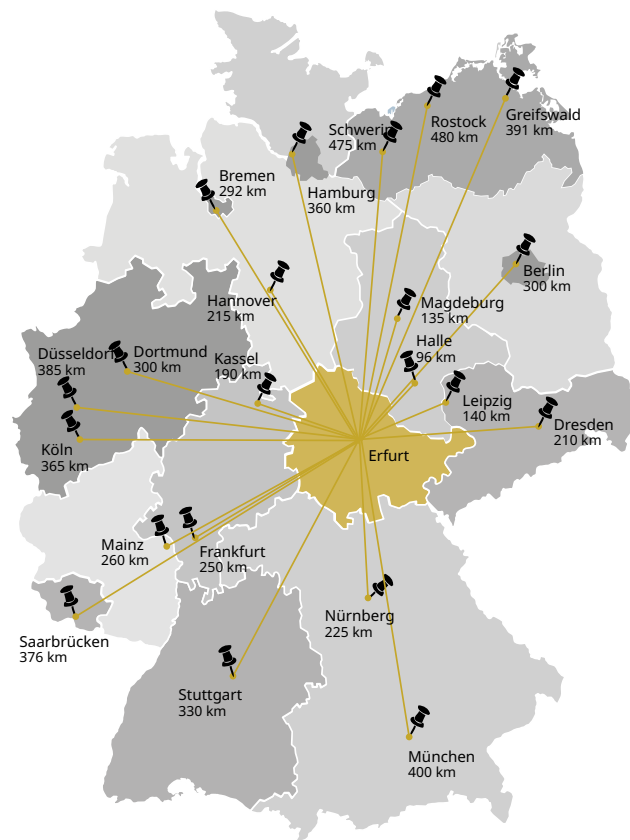 Schwerin
475 km
Rostock
480 km
Greifswald
391 km
Bremen
292 km
Hamburg
360 km
Hannover
215 km
Berlin
300 km
Magdeburg
135 km
Halle
96 km
Düsseldorf
385 km
Dortmund
300 km
Kassel
190 km
Leipzig
140 km
Dresden
210 km
Köln
365 km
Erfurt
Mainz
260 km
Frankfurt
250 km
Saarbrücken
376 km
Nürnberg
225 km
Stuttgart
330 km
München
400 km